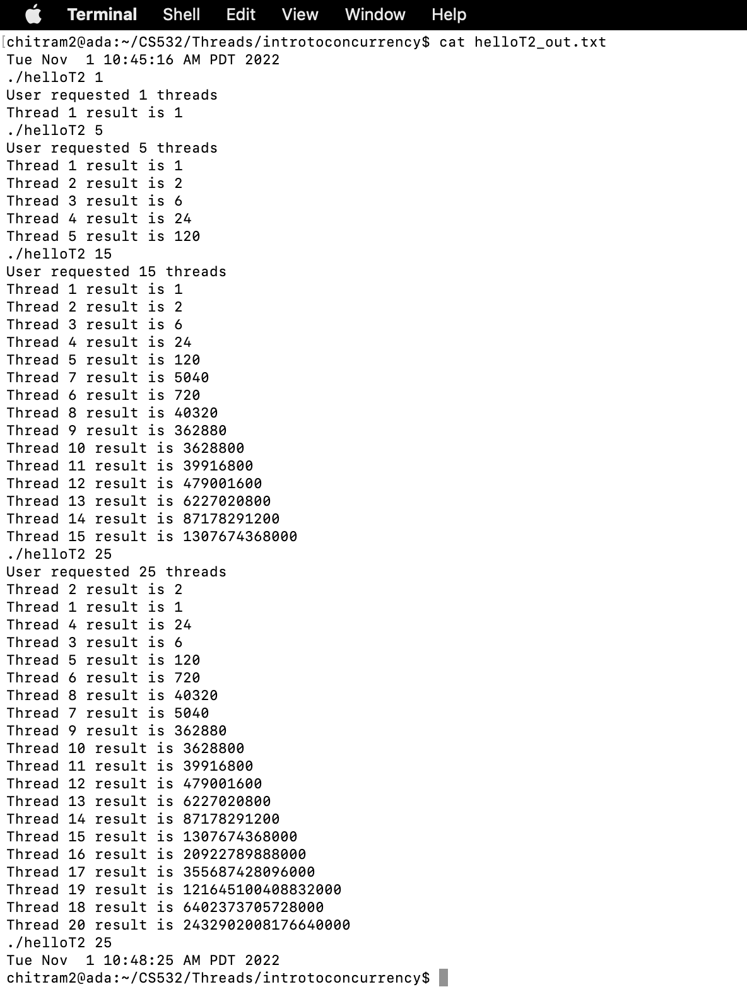 Terminal Shell Edit View Window Help
[chitram2@ada:~/CS532/Threads/introtoconcurrency$ cat helloT2_out.txt
Tue Nov  1 10:45:16 AM PDT 2022
./helloT2 1
User requested 1 threads
Thread 1 result is 1
./helloT2 5
User requested 5 threads
Thread 1 result is 1
Thread 2 result is 2
Thread 3 result is 6
Thread 4 result is 24
Thread 5 result is 120
./helloT2 15
User requested 15 threads
Thread 1 result is 1
Thread 2 result is 2
Thread 3 result is 6
Thread 4 result is 24
Thread 5 result is 120
Thread 7 result is 5040
Thread 6 result is 720
Thread 8 result is 40320
Thread 9 result is 362880
Thread 10 result is 3628800
Thread 11 result is 39916800
Thread 12 result is 479001600
Thread 13 result is 6227020800
Thread 14 result is 87178291200
Thread 15 result is 1307674368000
./helloT2 25
User requested 25 threads
Thread 2 result is 2
Thread 1 result is 1
Thread 4 result is 24
Thread 3 result is 6
Thread 5 result is 120
Thread 6 result is 720
Thread 8 result is 40320
Thread 7 result is 5040
Thread 9 result is 362880
Thread 10 result is 3628800
Thread 11 result is 39916800
Thread 12 result is 479001600
Thread 13 result is 6227020800
Thread 14 result is 87178291200
Thread 15 result is 1307674368000
Thread 16 result is 20922789888000
Thread 17 result is 355687428096000
Thread 19 result is 121645100408832000
Thread 18 result is 6402373705728000
Thread 20 result is 2432902008176640000
./helloT2 25
Tue Nov  1 10:48:25 AM PDT 2022
chitram2@ada:~/CS532/Threads/introtoconcurrency$